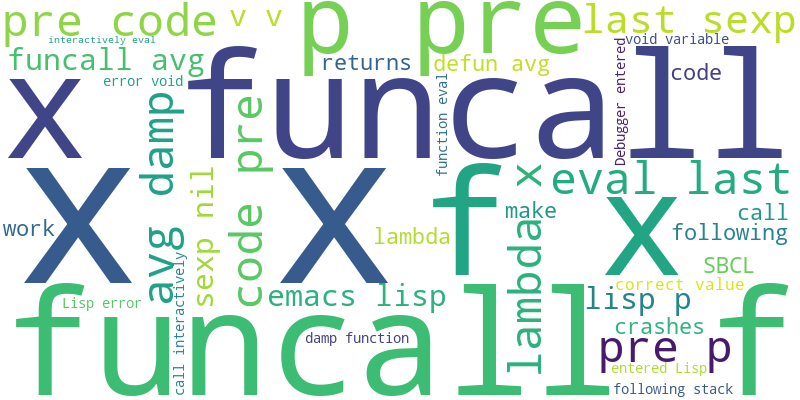 pre code
v v
p pre
last sexp
interactively eval
void variable
funcall avg
returns
defun avg
code
error void
x funcall
avg damp
code pre
function eval
Debugger entered
x x
f x
eval last
sexp nil
lambda x
make
call
work
lambda
following
SBCL
call interactively
correct value
Lisp error
emacs lisp
lisp p
funcall f
crashes
damp function
pre p
entered Lisp
following stack